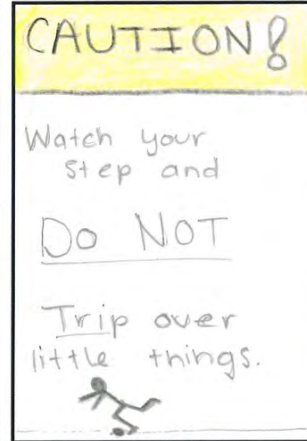 CAUTION!
Watch your
step and
Do NOT
Trip over
little things.